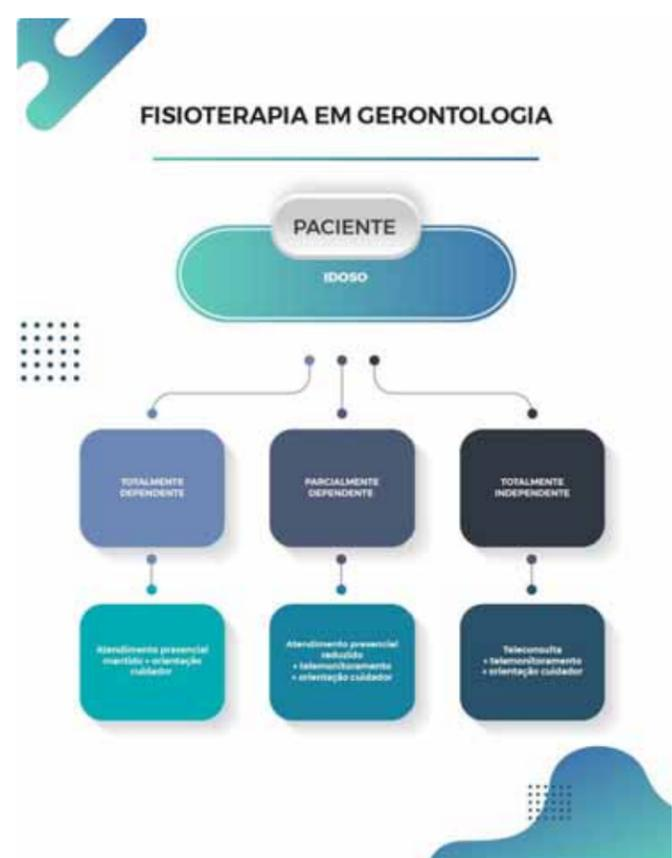 FISIOTERAPIA EM GERONTOLOGIA
PACIENTE
IDOSO
TOTALMENTE
DEPENDENTE
PARCIALMENTE
DEPENDENTE
TOTALMENTE
INDEPENDENTE
Atendimento presencial
mantido + orientação
cuidador
Atendimento presencial
reduzido
+ telemonitoramento
+ orientação cuidador
Teleconsulta
+ telemonitoramento
+ orientação cuidador